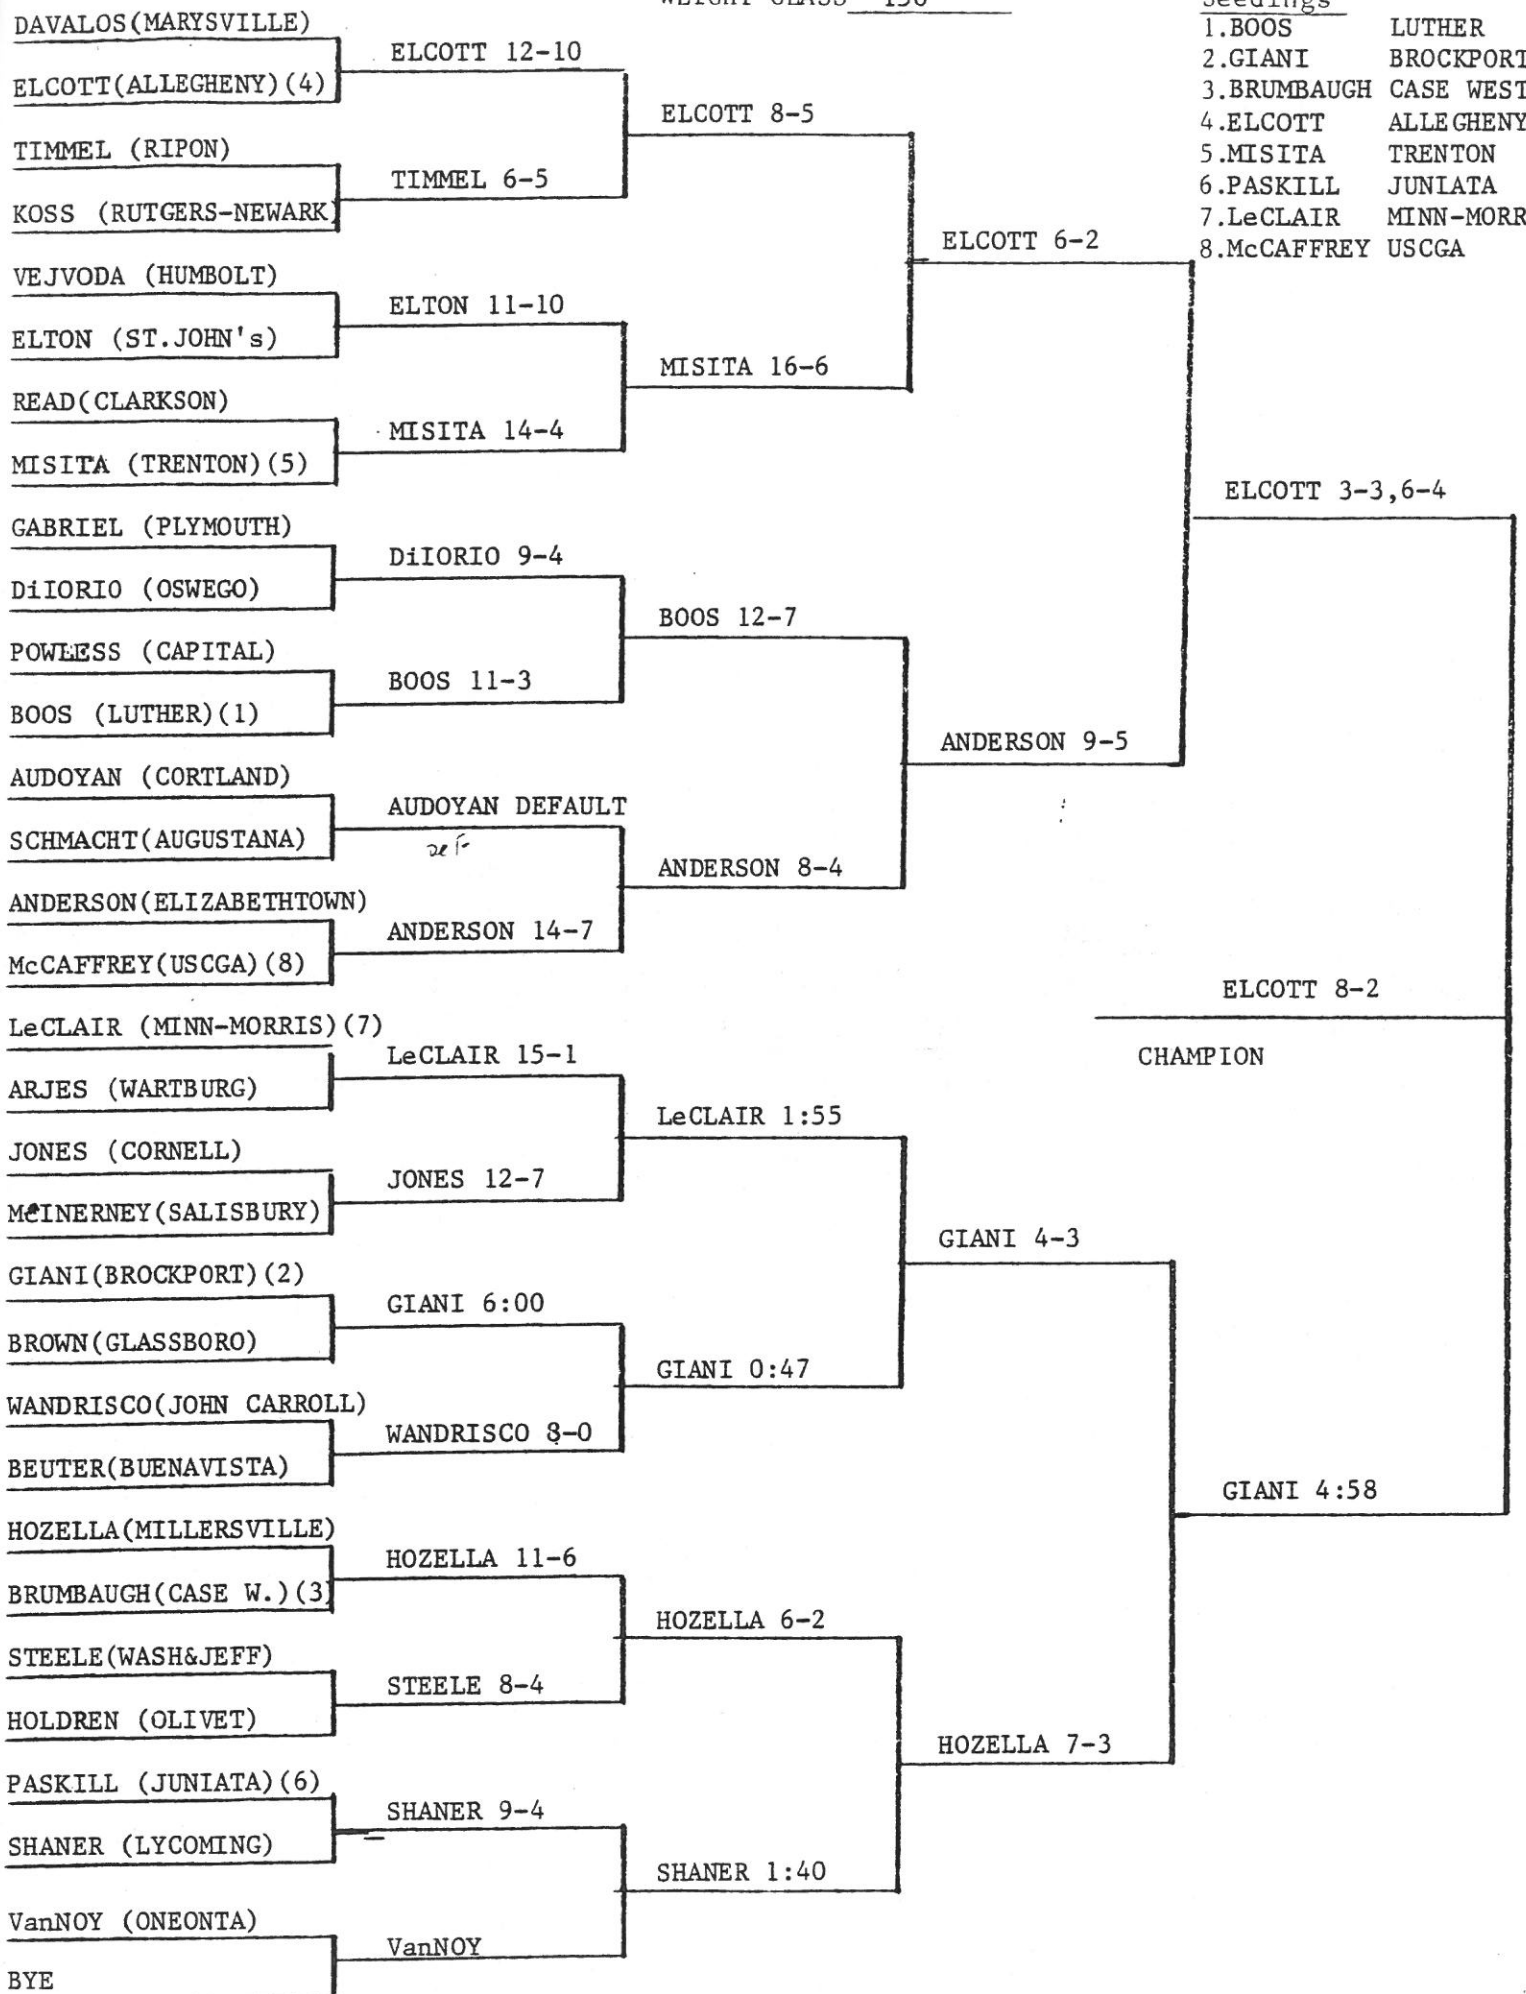 WEIGHT CLASS 150
Seedings
1.BOOS LUTHER
2.GIANI BROCKPORT
3.BRUMBAUGH CASE WEST
4.ELCOTT ALLEGHENY
5.MISITA TRENTON
6.PASKILL JUNIATA
7.LeCLAIR MINN-MORR
8.McCAFFREY USCGA
DAVALOS(MARYSVILLE)
ELCOTT(ALLEGHENY)(4)
TIMMEL (RIPON)
KOSS (RUTGERS-NEWARK)
VEJVODA (HUMBOLT)
ELTON (ST.JOHN's)
READ(CLARKSON)
MISITA (TRENTON)(5)
GABRIEL (PLYMOUTH)
DiIORIO (OSWEGO)
POWLESS (CAPITAL)
BOOS (LUTHER)(1)
AUDOYAN (CORTLAND)
SCHMACHT(AUGUSTANA)
ANDERSON(ELIZABETHTOWN)
McCAFFREY(USCGA)(8)
LeCLAIR (MINN-MORRIS)(7)
ARJES (WARTBURG)
JONES (CORNELL)
McINERNEY(SALISBURY)
GIANI(BROCKPORT)(2)
BROWN(GLASSBORO)
WANDRISCO(JOHN CARROLL)
BEUTER(BUENAVISTA)
HOZELLA(MILLERSVILLE)
BRUMBAUGH(CASE W.)(3)
STEELE(WASH&JEFF)
HOLDREN (OLIVET)
PASKILL (JUNIATA)(6)
SHANER (LYCOMING)
VanNOY (ONEONTA)
BYE
ELCOTT 12-10
TIMMEL 6-5
ELTON 11-10
MISITA 14-4
DiIORIO 9-4
BOOS 11-3
AUDOYAN DEFAULT
def
ANDERSON 14-7
LeCLAIR 15-1
JONES 12-7
GIANI 6:00
WANDRISCO 8-0
HOZELLA 11-6
STEELE 8-4
SHANER 9-4
VanNOY
ELCOTT 8-5
MISITA 16-6
BOOS 12-7
ANDERSON 8-4
LeCLAIR 1:55
GIANI 0:47
HOZELLA 6-2
SHANER 1:40
ELCOTT 6-2
ANDERSON 9-5
GIANI 4-3
HOZELLA 7-3
ELCOTT 3-3,6-4
GIANI 4:58
ELCOTT 8-2
CHAMPION